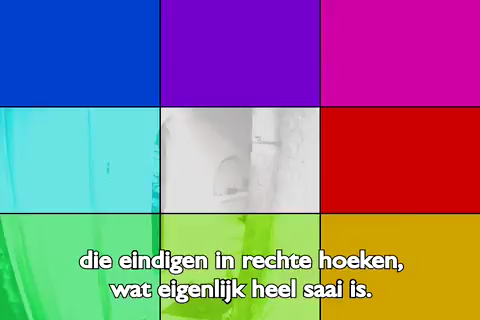 die eindigen in rechte hoeken,
wat eigenlijk heel saai is.